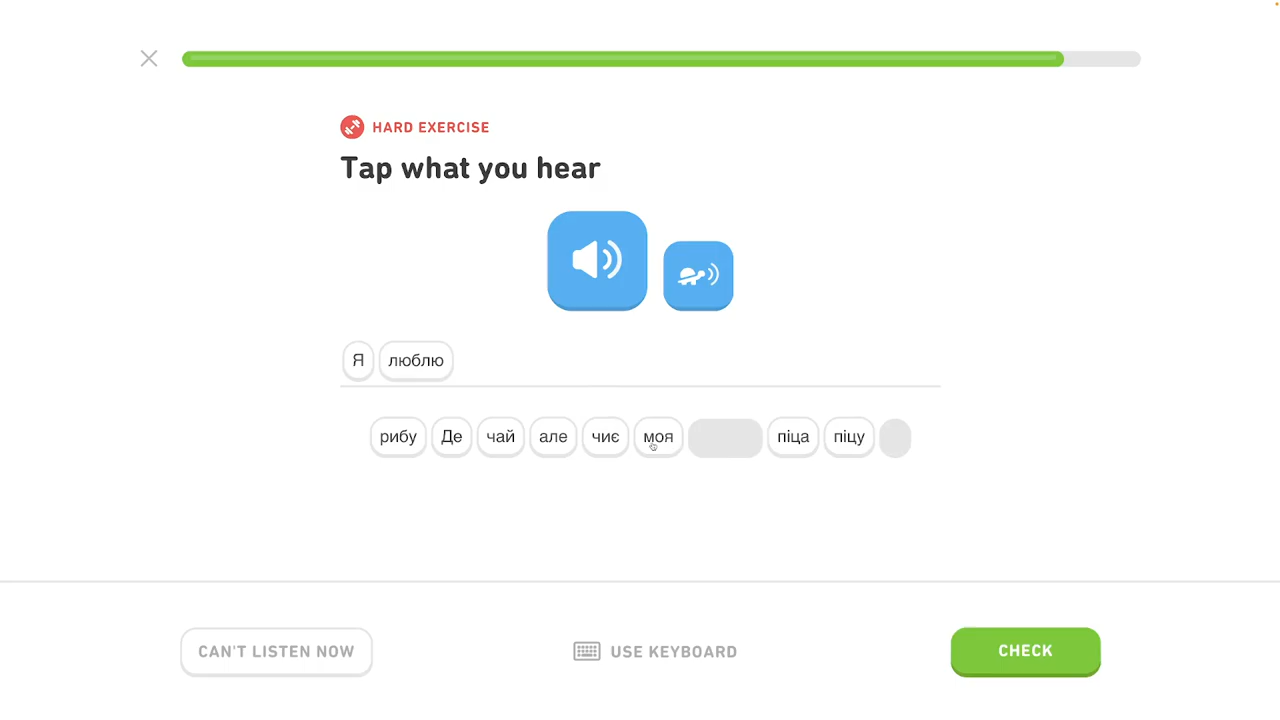 HARD EXERCISE
Tap what you hear
Я люблю
рибу Де чай але чиє моя піца піцу
CAN'T LISTEN NOW USE KEYBOARD CHECK